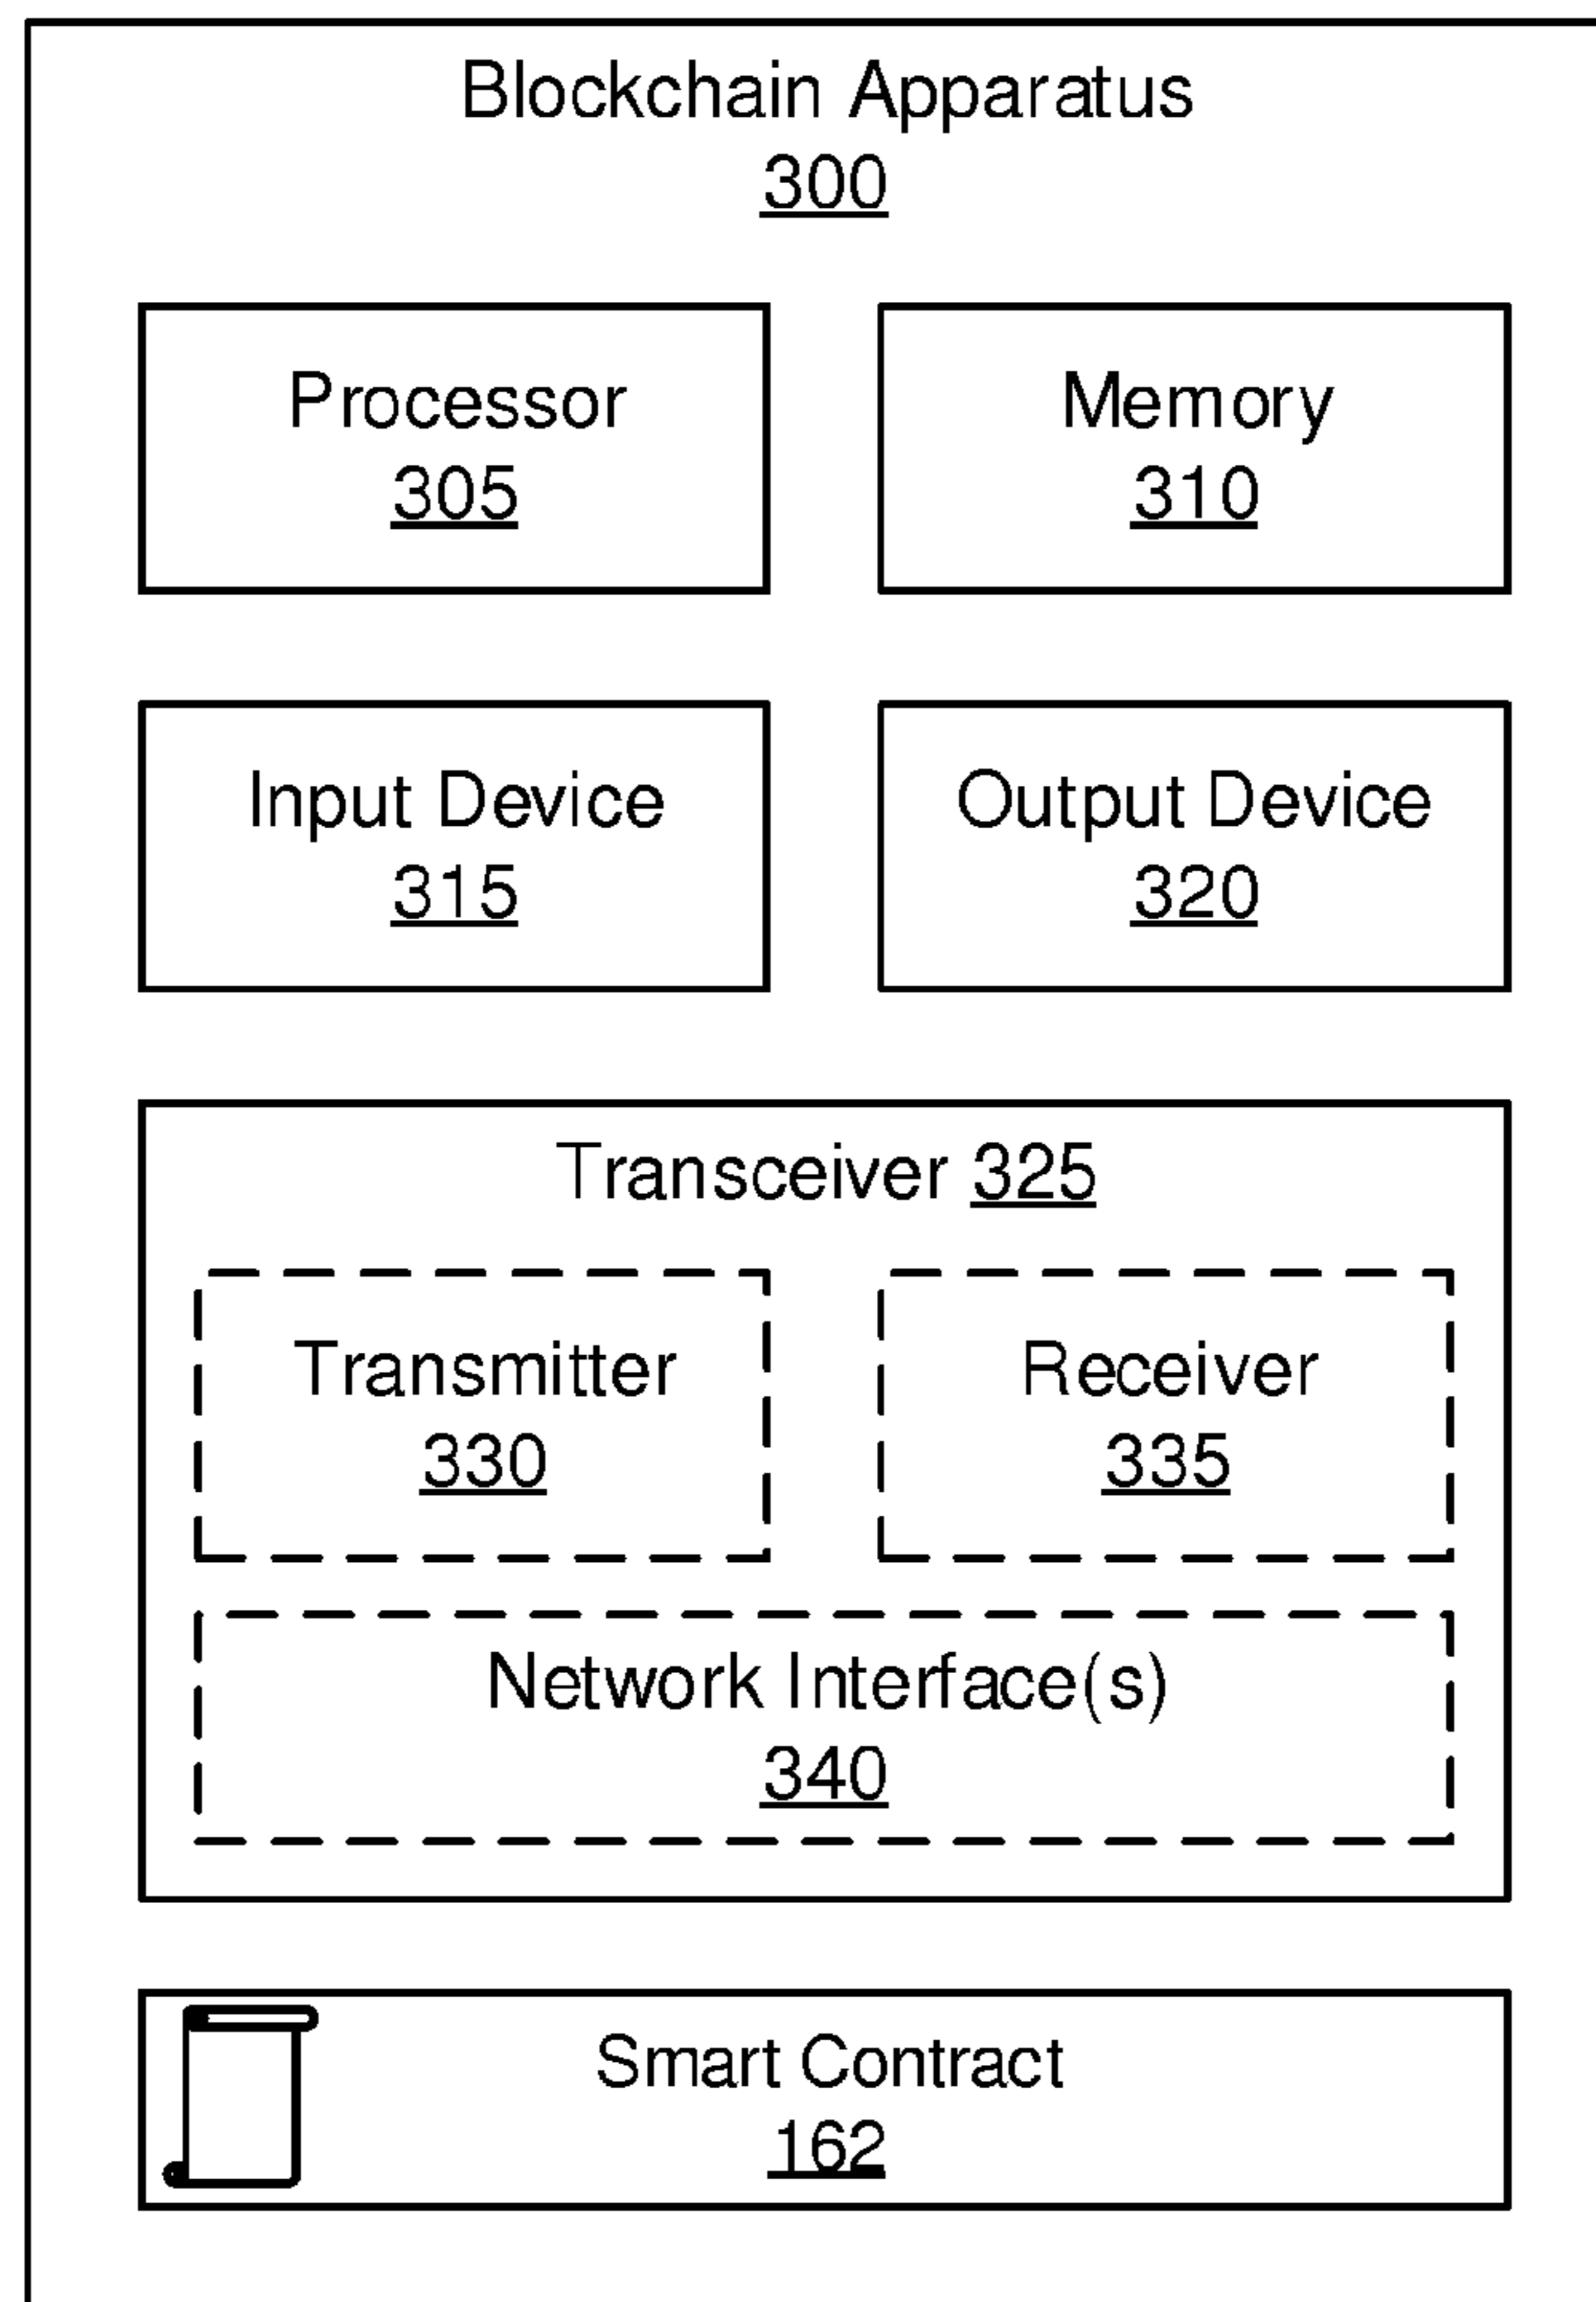 Blockchain Apparatus
300
Processor
305
Memory
310
Input Device
315
Output Device
320
Transceiver 325
Transmitter
330
Receiver
335
Network Interface(s)
340
Smart Contract
162